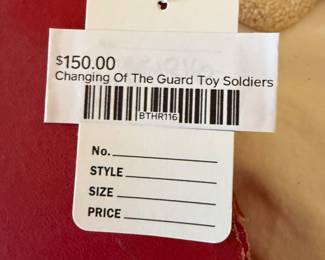 $150.00
Changing Of The Guard Toy Soldiers
BTHR116
No.
STYLE
SIZE
PRICE